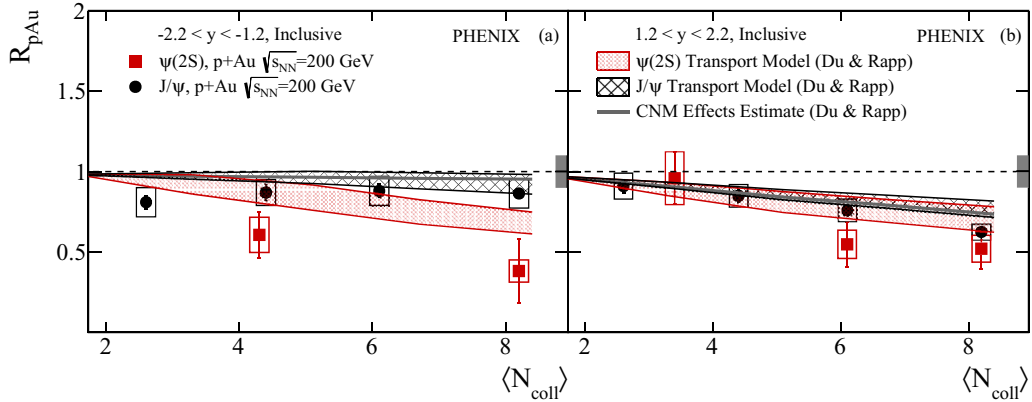 R_pAu
2
1.5
1
0.5
-2.2 < y < -1.2, Inclusive PHENIX (a)
ψ(2S), p+Au √s_NN=200 GeV
J/ψ, p+Au √s_NN=200 GeV
2 4 6 8
⟨N_coll⟩
1.2 < y < 2.2, Inclusive PHENIX (b)
ψ(2S) Transport Model (Du & Rapp)
J/ψ Transport Model (Du & Rapp)
CNM Effects Estimate (Du & Rapp)
2 4 6 8
⟨N_coll⟩